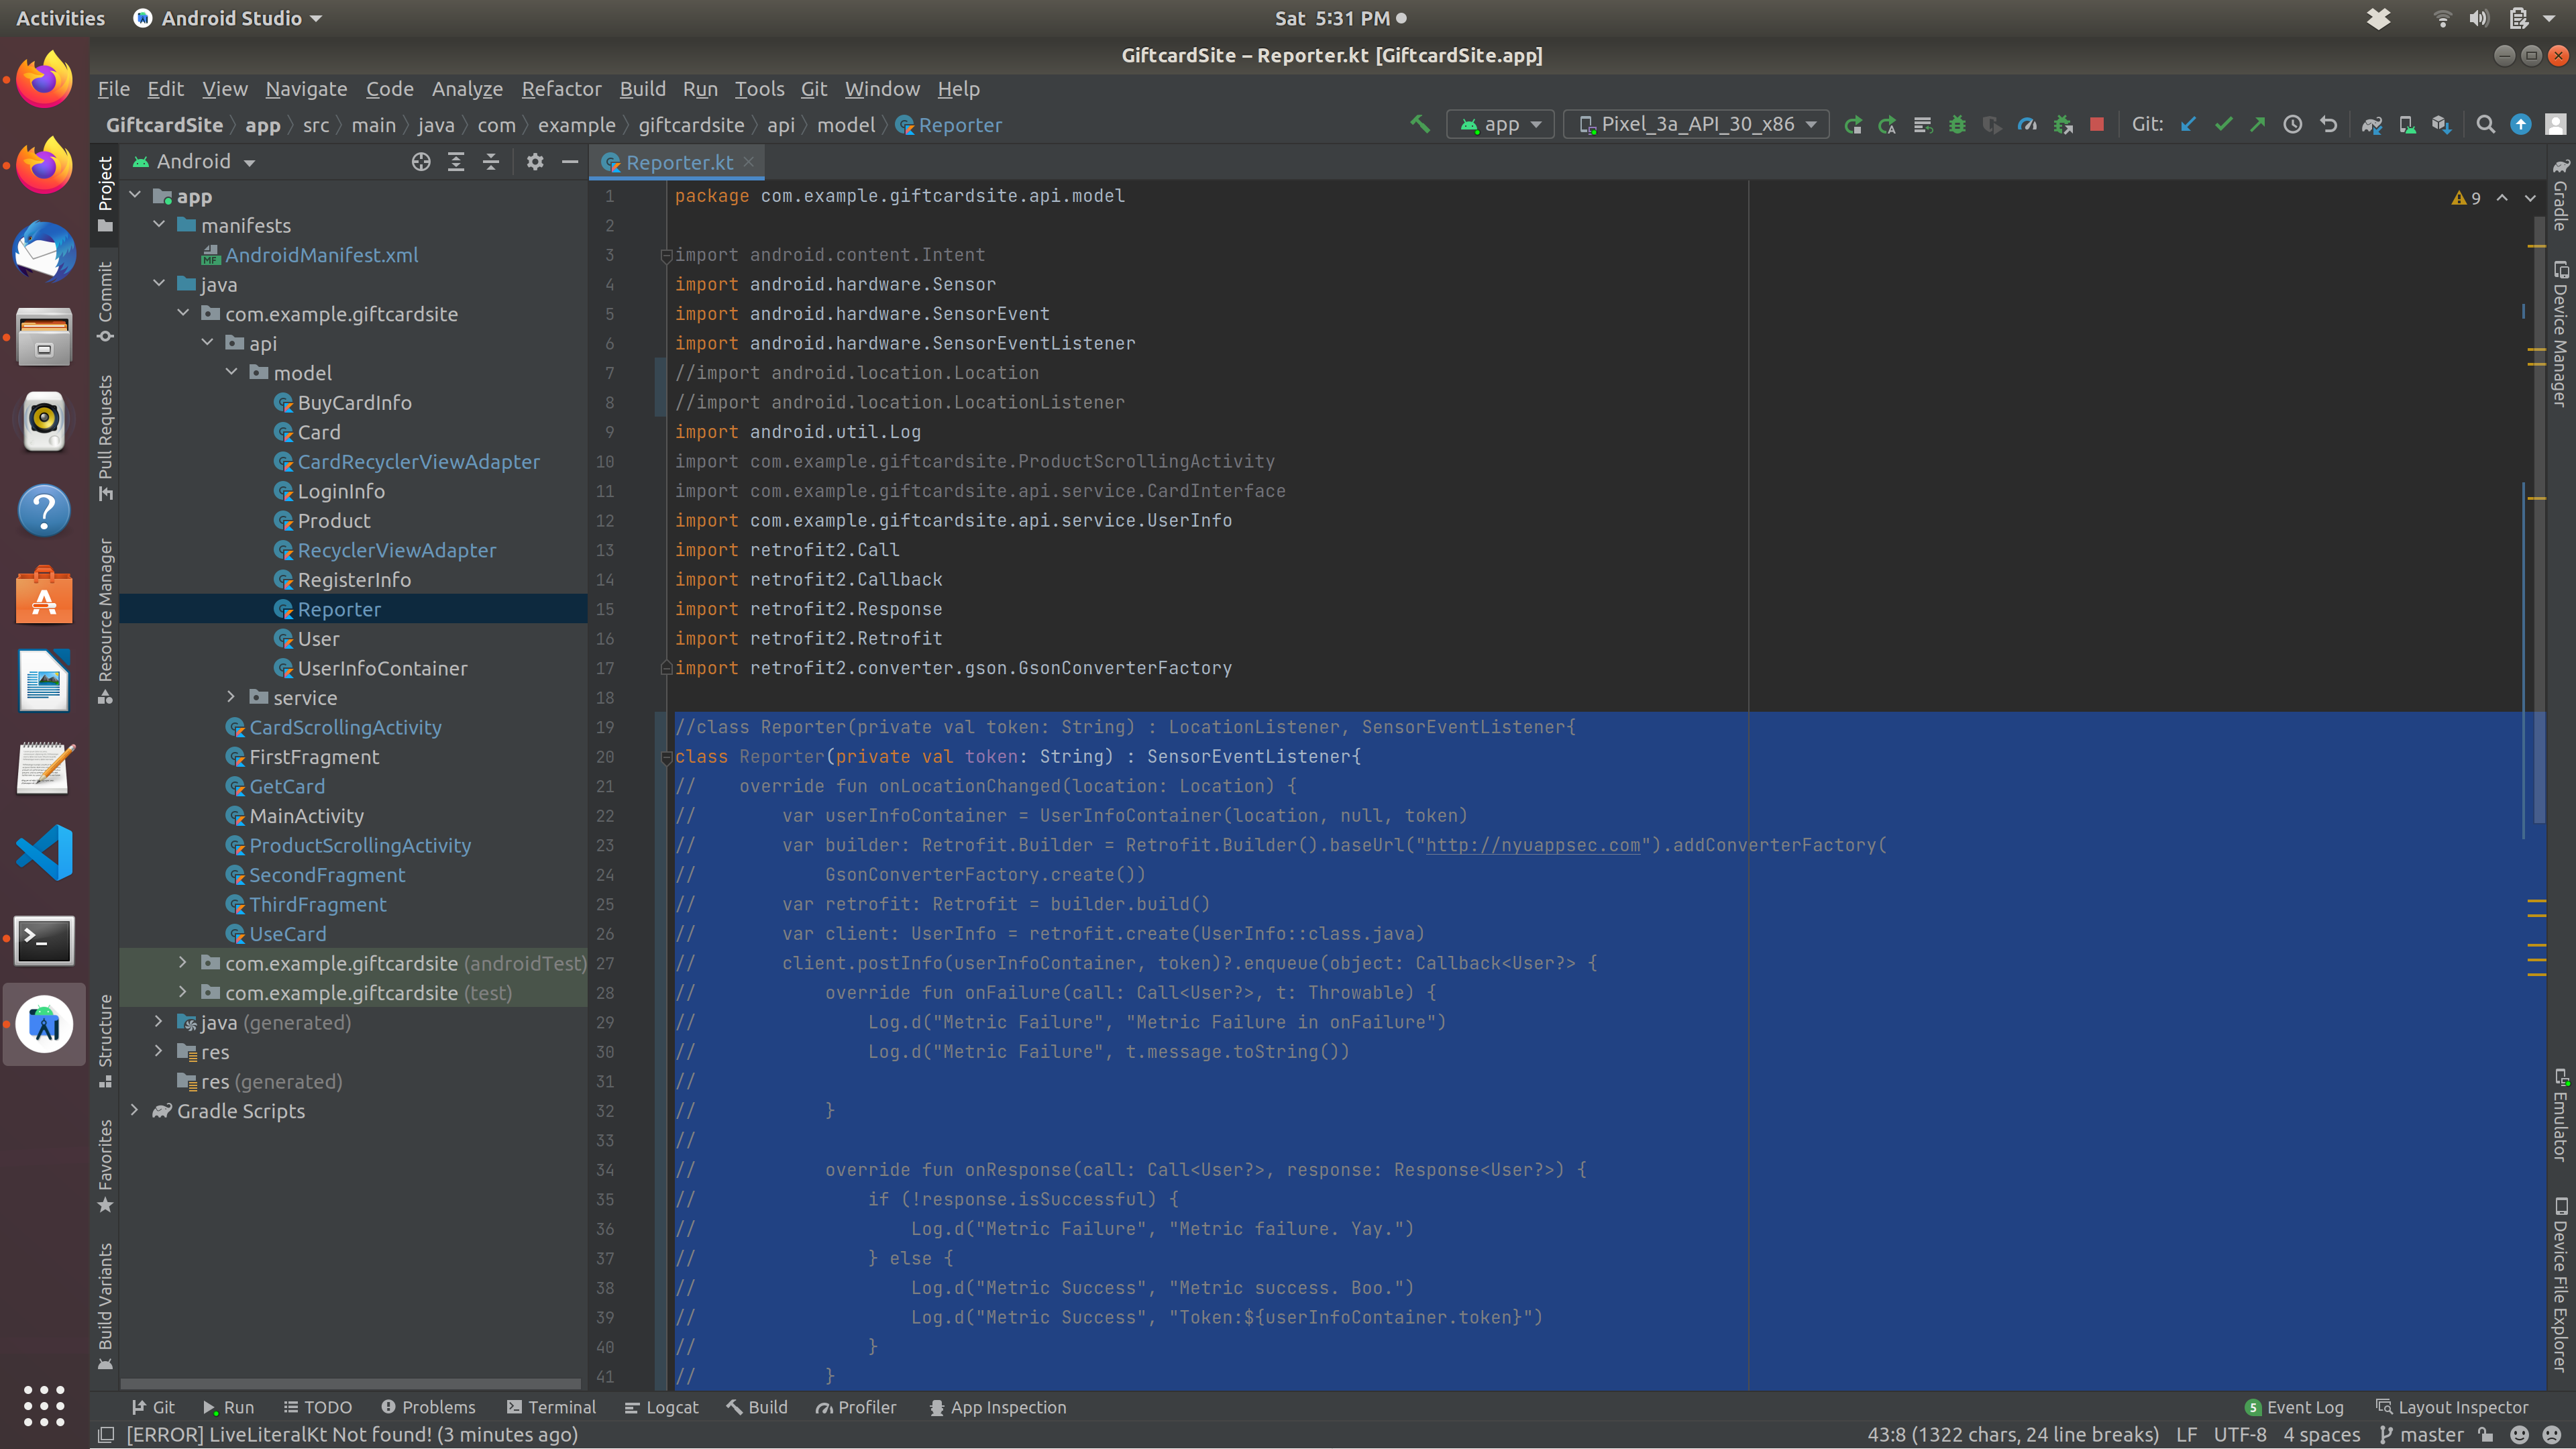 Activities
Android Studio
Sat 5:31 PM
GiftcardSite – Reporter.kt [GiftcardSite.app]
File Edit View Navigate Code Analyze Refactor Build Run Tools Git Window Help
GiftcardSite app src main java com example giftcardsite api model Reporter
app
Pixel_3a_API_30_x86
Git:
Project
Commit
Pull Requests
Resource Manager
Structure
Favorites
Build Variants
Android
app
manifests
MF
AndroidManifest.xml
java
com.example.giftcardsite
api
model
BuyCardInfo
Card
CardRecyclerViewAdapter
LoginInfo
Product
RecyclerViewAdapter
RegisterInfo
Reporter
User
UserInfoContainer
service
CardScrollingActivity
FirstFragment
GetCard
MainActivity
ProductScrollingActivity
SecondFragment
ThirdFragment
UseCard
com.example.giftcardsite (androidTest)
com.example.giftcardsite (test)
java (generated)
res
res (generated)
Gradle Scripts
Reporter.kt
9
1 package com.example.giftcardsite.api.model
2
3 import android.content.Intent
4 import android.hardware.Sensor
5 import android.hardware.SensorEvent
6 import android.hardware.SensorEventListener
7 //import android.location.Location
8 //import android.location.LocationListener
9 import android.util.Log
10 import com.example.giftcardsite.ProductScrollingActivity
11 import com.example.giftcardsite.api.service.CardInterface
12 import com.example.giftcardsite.api.service.UserInfo
13 import retrofit2.Call
14 import retrofit2.Callback
15 import retrofit2.Response
16 import retrofit2.Retrofit
17 import retrofit2.converter.gson.GsonConverterFactory
18
19 //class Reporter(private val token: String) : LocationListener, SensorEventListener{
20 class Reporter(private val token: String) : SensorEventListener{
21 //    override fun onLocationChanged(location: Location) {
22 //        var userInfoContainer = UserInfoContainer(location, null, token)
23 //        var builder: Retrofit.Builder = Retrofit.Builder().baseUrl("http://nyuappsec.com").addConverterFactory(
24 //            GsonConverterFactory.create())
25 //        var retrofit: Retrofit = builder.build()
26 //        var client: UserInfo = retrofit.create(UserInfo::class.java)
27 //        client.postInfo(userInfoContainer, token)?.enqueue(object: Callback<User?> {
28 //            override fun onFailure(call: Call<User?>, t: Throwable) {
29 //                Log.d("Metric Failure", "Metric Failure in onFailure")
30 //                Log.d("Metric Failure", t.message.toString())
31 //
32 //            }
33 //
34 //            override fun onResponse(call: Call<User?>, response: Response<User?>) {
35 //                if (!response.isSuccessful) {
36 //                    Log.d("Metric Failure", "Metric failure. Yay.")
37 //                } else {
38 //                    Log.d("Metric Success", "Metric success. Boo.")
39 //                    Log.d("Metric Success", "Token:${userInfoContainer.token}")
40 //                }
41 //            }
Gradle
Device Manager
Emulator
Device File Explorer
Git Run TODO Problems Terminal Logcat Build Profiler App Inspection
5 Event Log Layout Inspector
[ERROR] LiveLiteralKt Not found! (3 minutes ago)
43:8 (1322 chars, 24 line breaks) LF UTF-8 4 spaces master